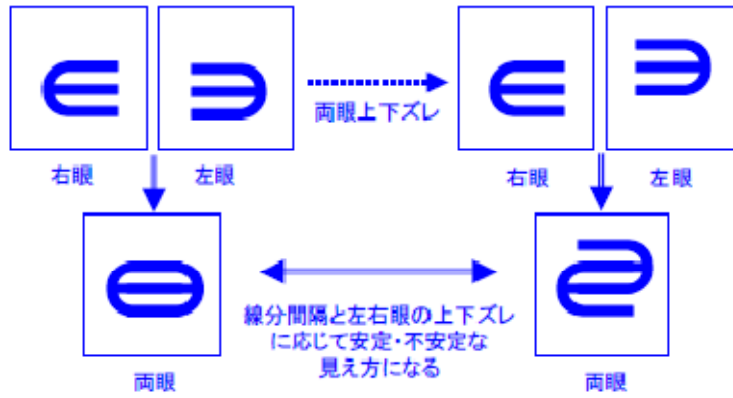 両眼上下ズレ
右眼
左眼
右眼
左眼
線分間隔と左右眼の上下ズレ
に応じて安定・不安定な
見え方になる
両眼
両眼